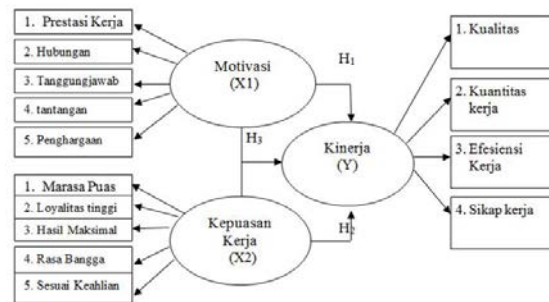 1. Prestasi Kerja
2. Hubungan
3. Tanggungjawab
4. tantangan
5. Penghargaan
Motivasi
(X1)
H1
H3
Kinerja
(Y)
1. Marasa Puas
2. Loyalitas tinggi
3. Hasil Maksimal
4. Rasa Bangga
5. Sesuai Keahlian
Kepuasan
Kerja
(X2)
H2
1. Kualitas
2. Kuantitas
kerja
3. Efesiensi
Kerja
4. Sikap kerja